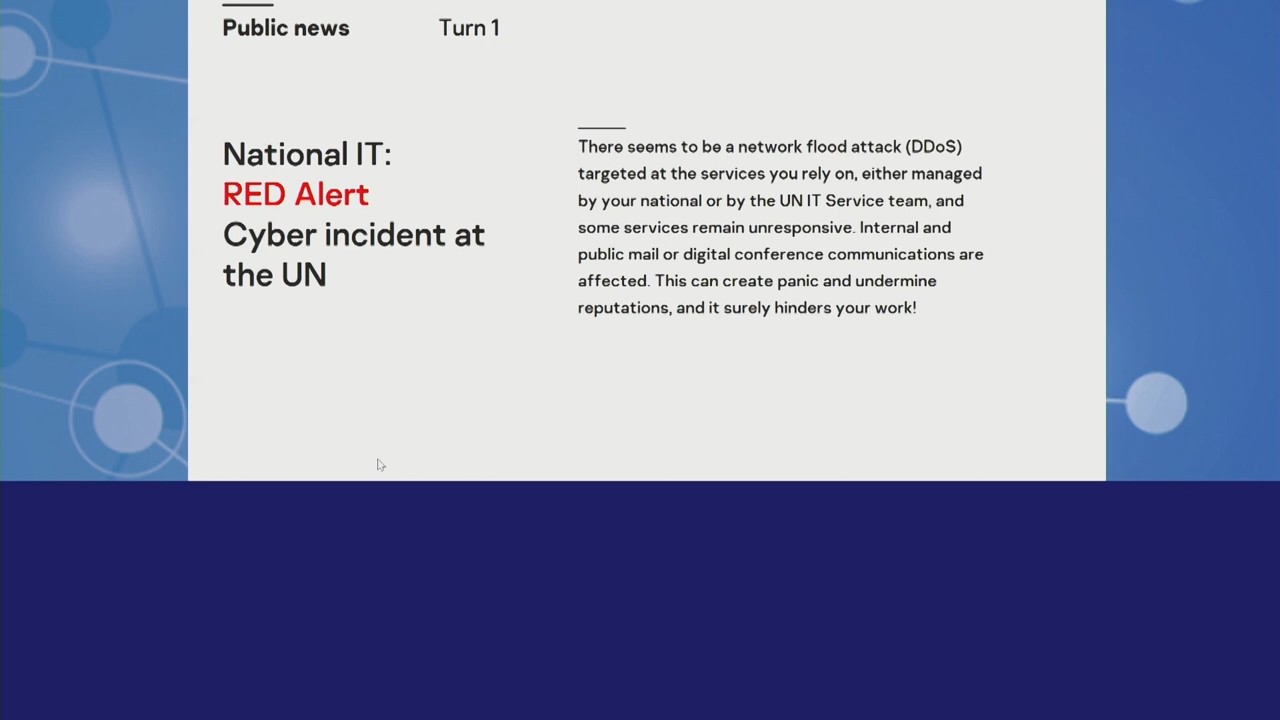 Public news
Turn 1
National IT:
RED Alert
Cyber incident at
the UN
There seems to be a network flood attack (DDoS)
targeted at the services you rely on, either managed
by your national or by the UN IT Service team, and
some services remain unresponsive. Internal and
public mail or digital conference communications are
affected. This can create panic and undermine
reputations, and it surely hinders your work!